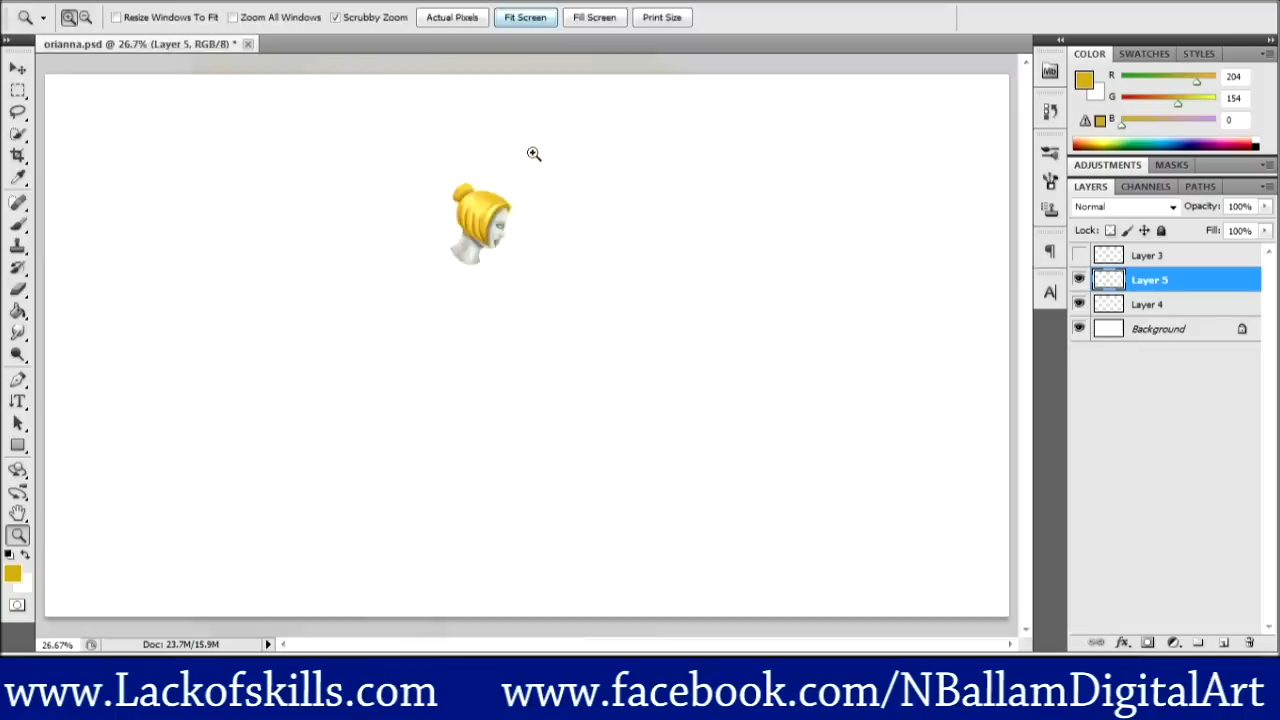 Resize Windows To Fit Zoom All Windows Scrubby Zoom Actual Pixels Fit Screen Fill Screen Print Size
orianna.psd @ 26.7% (Layer 5, RGB/8) *
COLOR SWATCHES STYLES
R 204
G 154
B 0
ADJUSTMENTS MASKS
LAYERS CHANNELS PATHS
Normal Opacity: 100%
Lock: Fill: 100%
Layer 3
Layer 5
Layer 4
Background
26.67% Doc: 23.7M/15.9M
www.Lackofskills.com www.facebook.com/NBallamDigitalArt